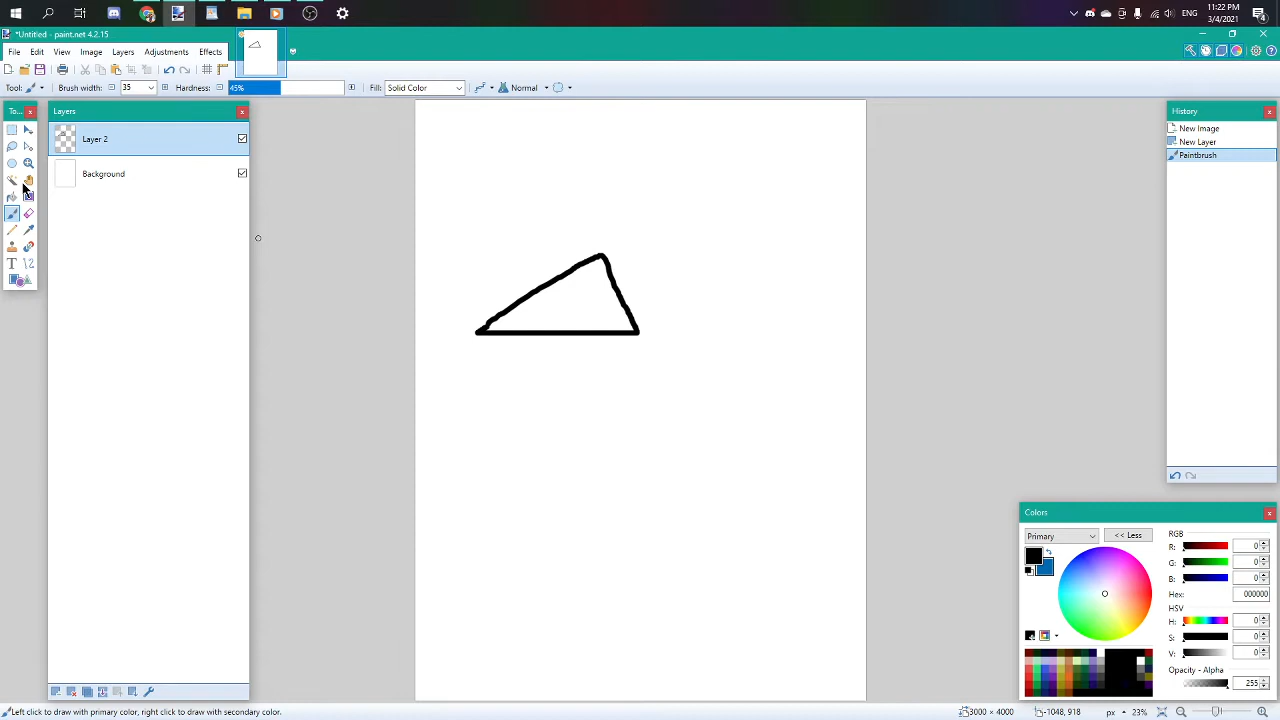 11:22 PM
ENG
3/4/2021
4
*Untitled - paint.net 4.2.15
File Edit View Image Layers Adjustments Effects
Tool: Brush width: 35 Hardness: 45% Fill: Solid Color Normal
To...
Layers
Layer 2
Background
History
New Image
New Layer
Paintbrush
Colors
Primary
<< Less
RGB
R: 0
G: 0
B: 0
Hex: 000000
HSV
H: 0
S: 0
V: 0
Opacity - Alpha
255
Left click to draw with primary color, right click to draw with secondary color.
3000 × 4000
-1048, 918
px
23%